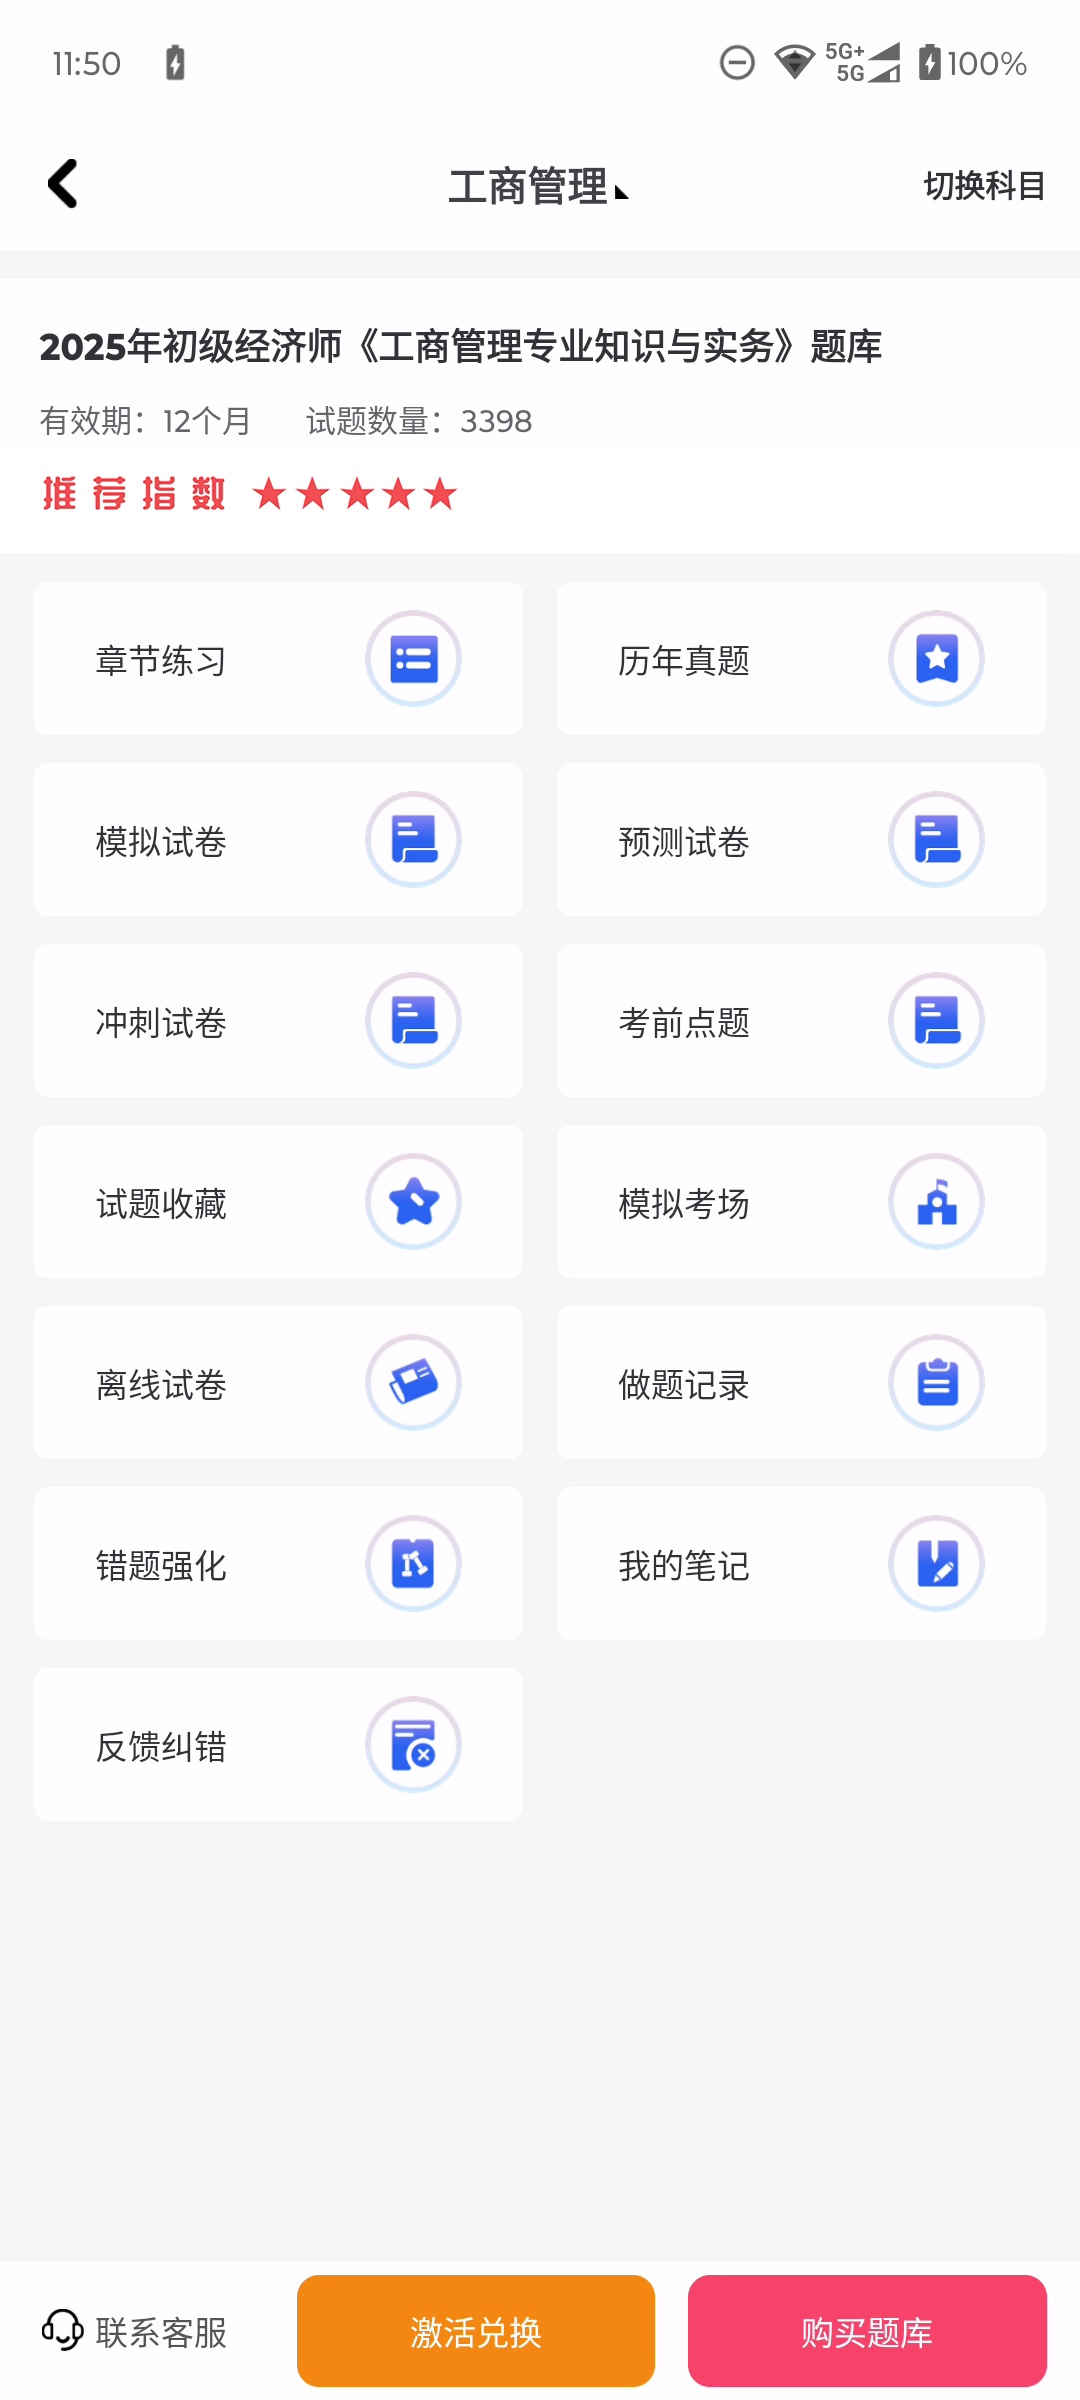 11:50
5G+
5G
100%
工商管理
切换科目
2025年初级经济师《工商管理专业知识与实务》题库
有效期：12个月 试题数量：3398
推荐指数 ★★★★★
章节练习
历年真题
模拟试卷
预测试卷
冲刺试卷
考前点题
试题收藏
模拟考场
离线试卷
做题记录
错题强化
我的笔记
反馈纠错
联系客服
激活兑换
购买题库